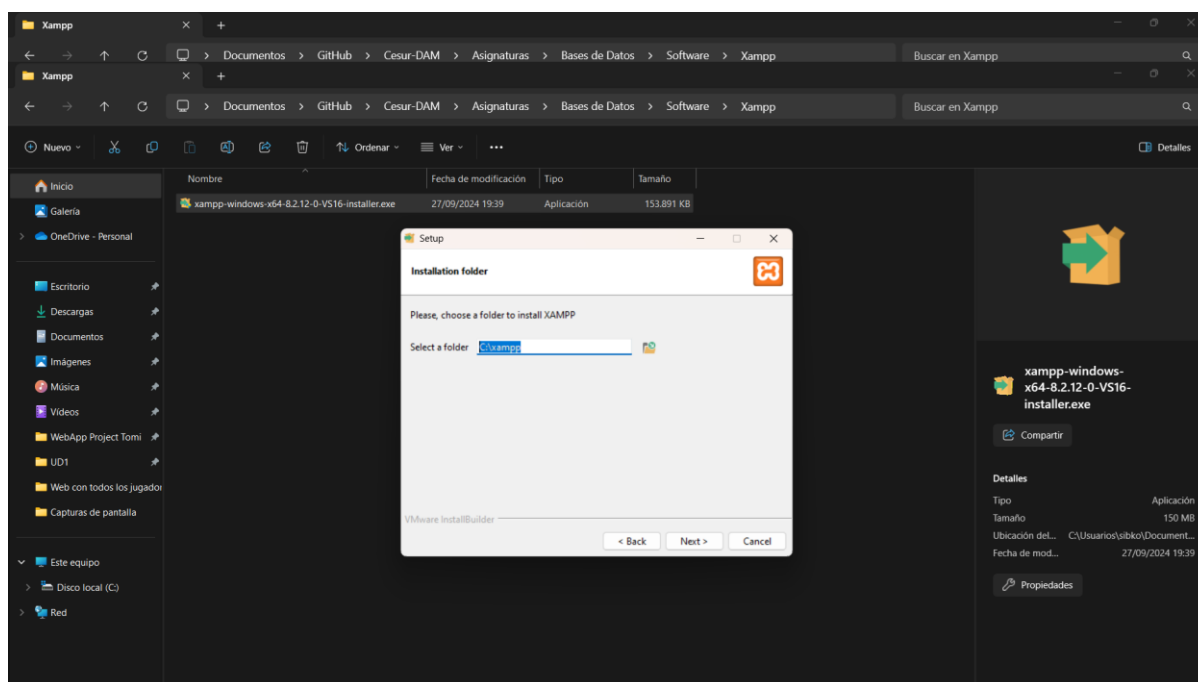 Xampp
Documentos > GitHub > Cesur-DAM > Asignaturas > Bases de Datos > Software > Xampp
Buscar en Xampp
Xampp
Documentos > GitHub > Cesur-DAM > Asignaturas > Bases de Datos > Software > Xampp
Buscar en Xampp
Nuevo
Ordenar
Ver
Detalles
Nombre
Fecha de modificación
Tipo
Tamaño
xampp-windows-x64-8.2.12-0-VS16-installer.exe
27/09/2024 19:39
Aplicación
153.891 KB
Inicio
Galería
OneDrive - Personal
Escritorio
Descargas
Documentos
Imágenes
Música
Vídeos
WebApp Project Tomi
UD1
Web con todos los jugador
Capturas de pantalla
Este equipo
Disco local (C:)
Red
Setup
Installation folder
Please, choose a folder to install XAMPP
Select a folder
C:\xampp
VMware InstallBuilder
< Back
Next >
Cancel
xampp-windows-
x64-8.2.12-0-VS16-
installer.exe
Compartir
Detalles
Tipo Aplicación
Tamaño 150 MB
Ubicación del... C:\Usuarios\sibko\Document...
Fecha de mod... 27/09/2024 19:39
Propiedades